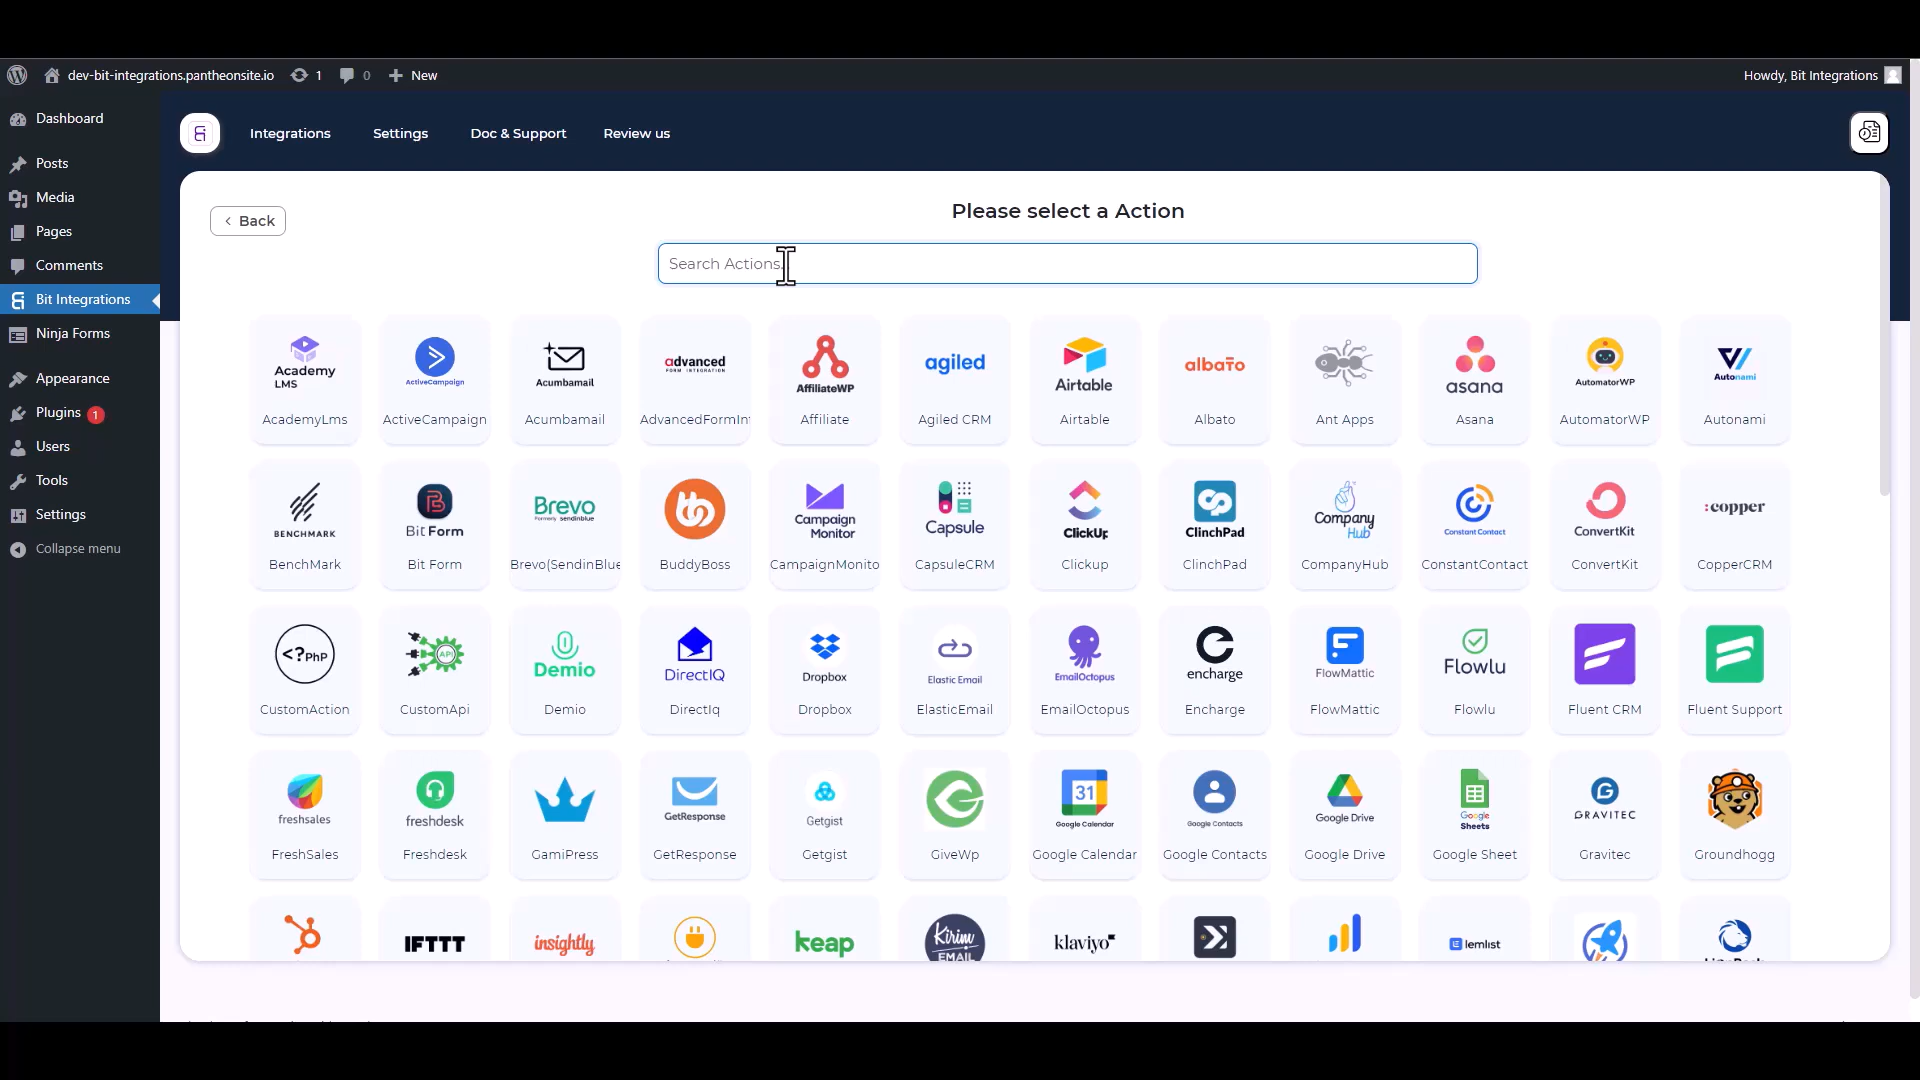 dev-bit-integrations.pantheonsite.io 1 0 New
Howdy, Bit Integrations
Dashboard
Posts
Media
Pages
Comments
Bit Integrations
Ninja Forms
Appearance
Plugins 1
Users
Tools
Settings
Collapse menu
Integrations Settings Doc & Support Review us
Back
Please select a Action
Search Actions.
Academy LMS
ActiveCampaign
Acumbamail
advanced FORM INTEGRATION
AffiliateWP
agiled
Airtable
albato
asana
AutomatorWP
Autonami
AcademyLms ActiveCampaign Acumbamail AdvancedFormInt Affiliate Agiled CRM Airtable Albato Ant Apps Asana AutomatorWP Autonami
BENCHMARK
Bit Form
Brevo Formerly sendinblue
Campaign Monitor
Capsule
ClickUp
ClinchPad
Company Hub
Constant Contact
ConvertKit
:copper
BenchMark Bit Form Brevo(SendinBlue BuddyBoss CampaignMonito CapsuleCRM Clickup ClinchPad CompanyHub ConstantContact ConvertKit CopperCRM
<?PHP
API
Demio
DirectIQ
Dropbox
Elastic Email
EmailOctopus
encharge
FlowMattic
Flowlu
CustomAction CustomApi Demio DirectIq Dropbox ElasticEmail EmailOctopus Encharge FlowMattic Flowlu Fluent CRM Fluent Support
freshsales
freshdesk
GetResponse
Getgist
31 Google Calendar
Google Contacts
Google Drive
Google Sheets
GRAVITEC
FreshSales Freshdesk GamiPress GetResponse Getgist GiveWp Google Calendar Google Contacts Google Drive Google Sheet Gravitec Groundhogg
IFTTT
insightly
keap
Kirim EMAIL
klaviyo
lemlist